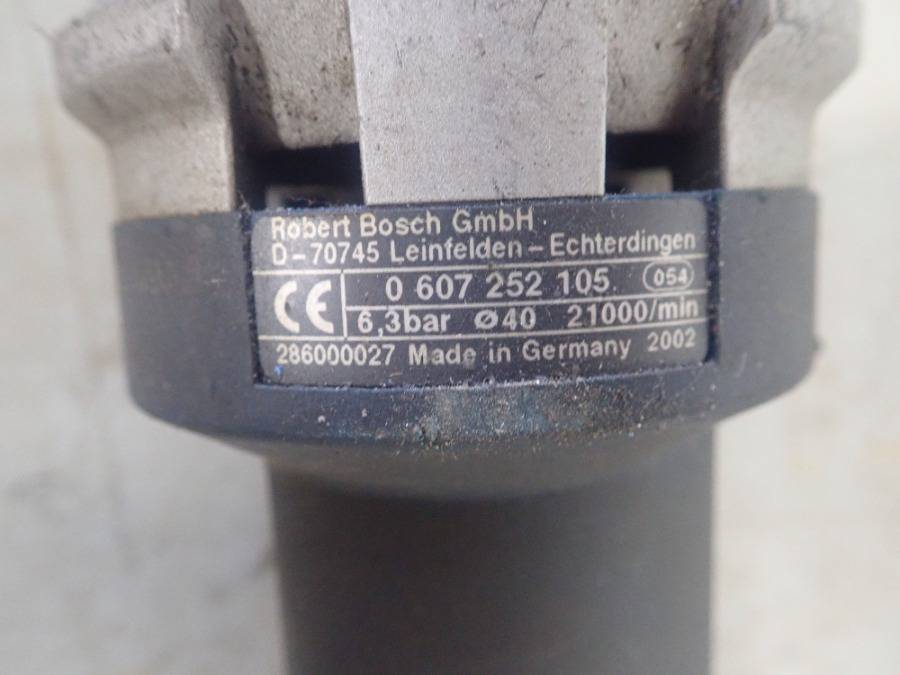 Robert Bosch GmbH
D-70745 Leinfelden-Echterdingen
CE 0 607 252 105 054
6,3bar ø40 21000/min
286000027 Made in Germany 2002